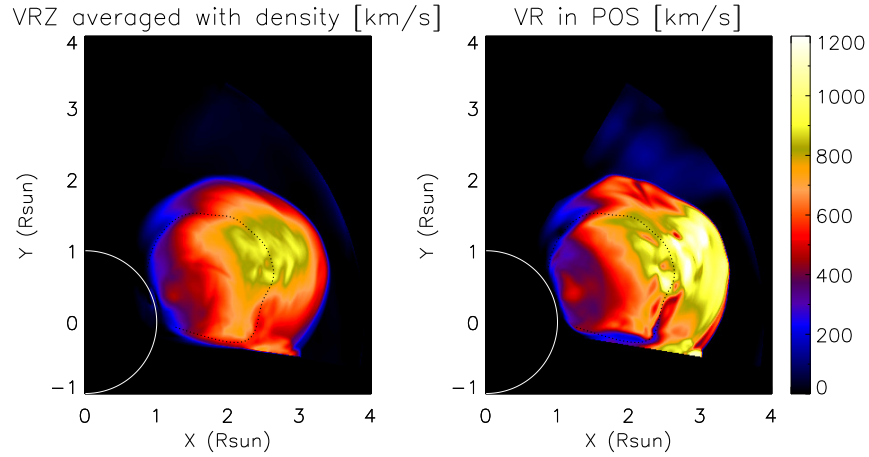 VRZ averaged with density [km/s]
VR in POS [km/s]
4
3
2
1
0
−1
Y (Rsun)
0 1 2 3 4
X (Rsun)
4
3
2
1
0
−1
Y (Rsun)
0 1 2 3 4
X (Rsun)
1200
1000
800
600
400
200
0